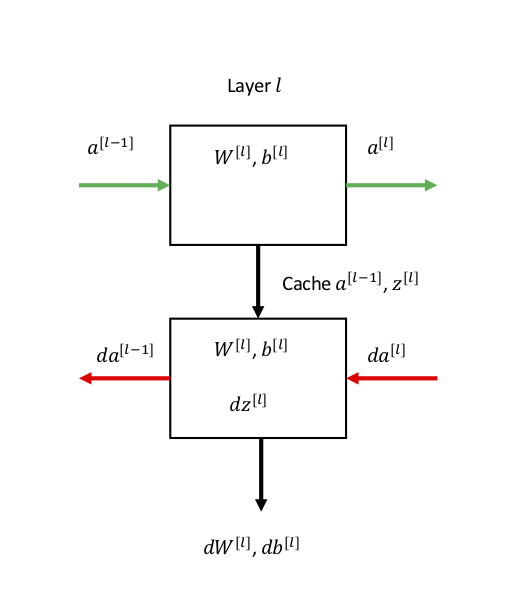 Layer l
a^{[l−1]}
W^{[l]}, b^{[l]}
a^{[l]}
Cache a^{[l−1]}, z^{[l]}
da^{[l−1]}
W^{[l]}, b^{[l]}
da^{[l]}
dz^{[l]}
dW^{[l]}, db^{[l]}